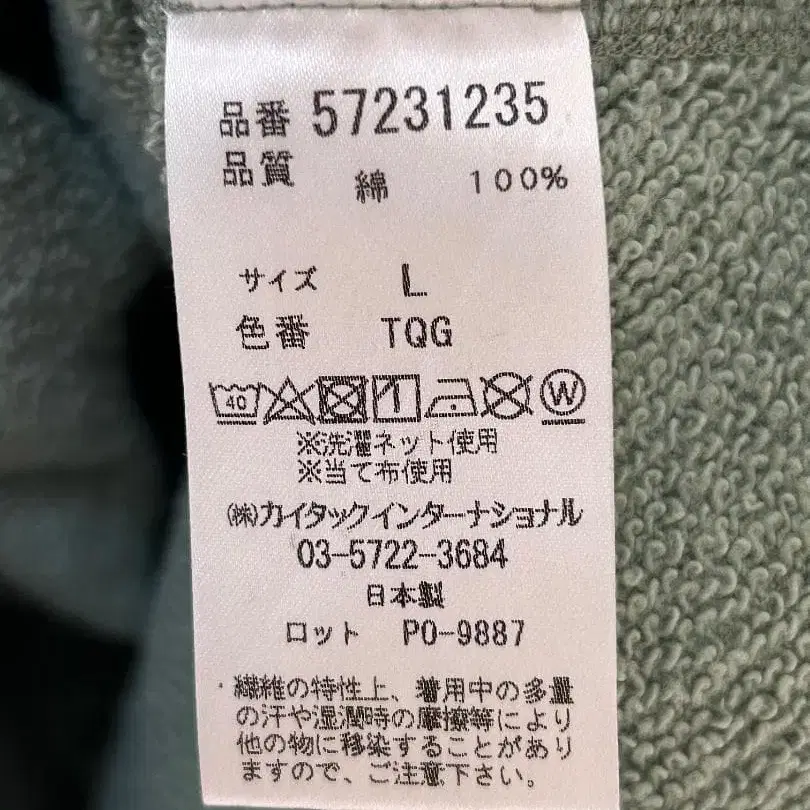 品番 57231235
品質 綿 100%
サイズ L
色番 TQG
40 W
※洗濯ネット使用
※当て布使用
(株)カイタックインターナショナル
03-5722-3684
日本製
ロット PO-9887
・繊維の特性上、着用中の多量
の汗や湿潤時の摩擦等により
他の物に移染することがあり
ますので、ご注意下さい。